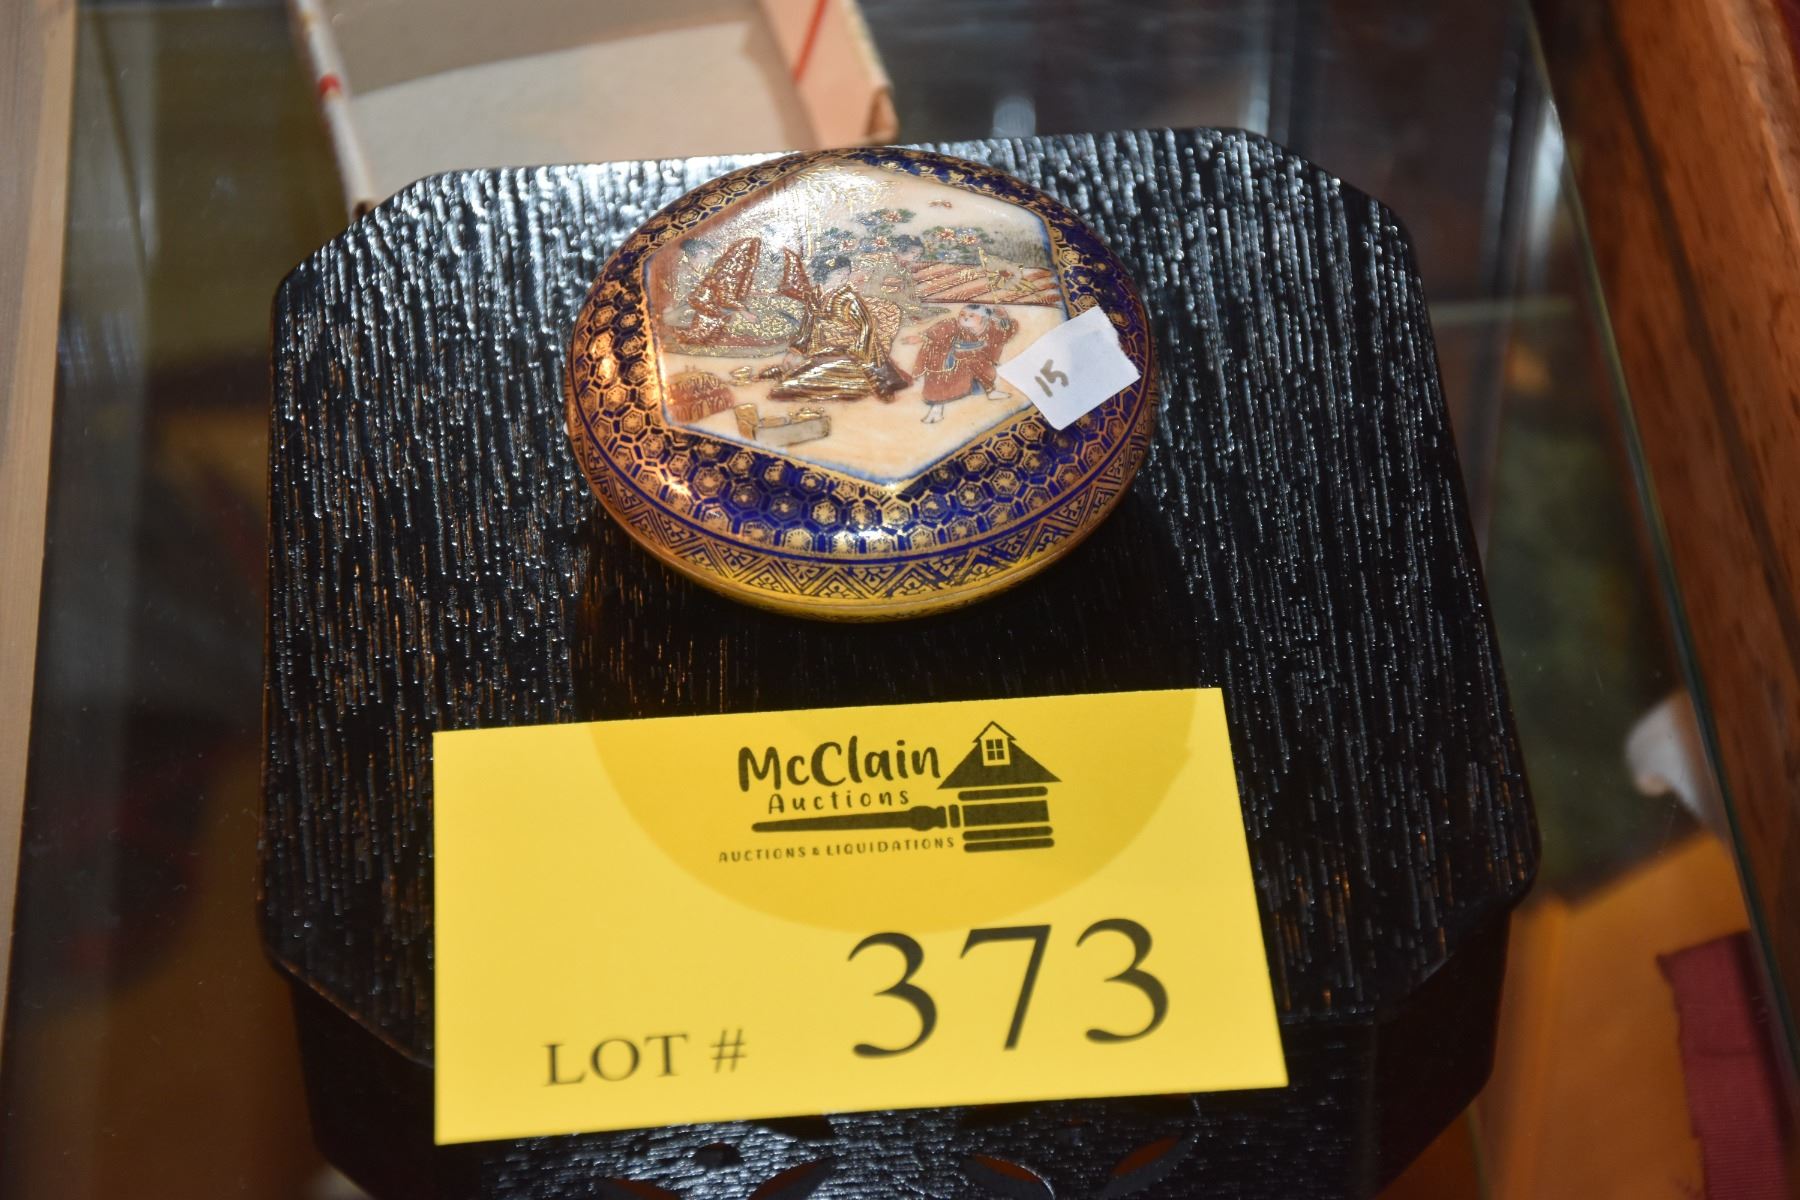 15
McClain
Auctions
AUCTIONS & LIQUIDATIONS
LOT # 373